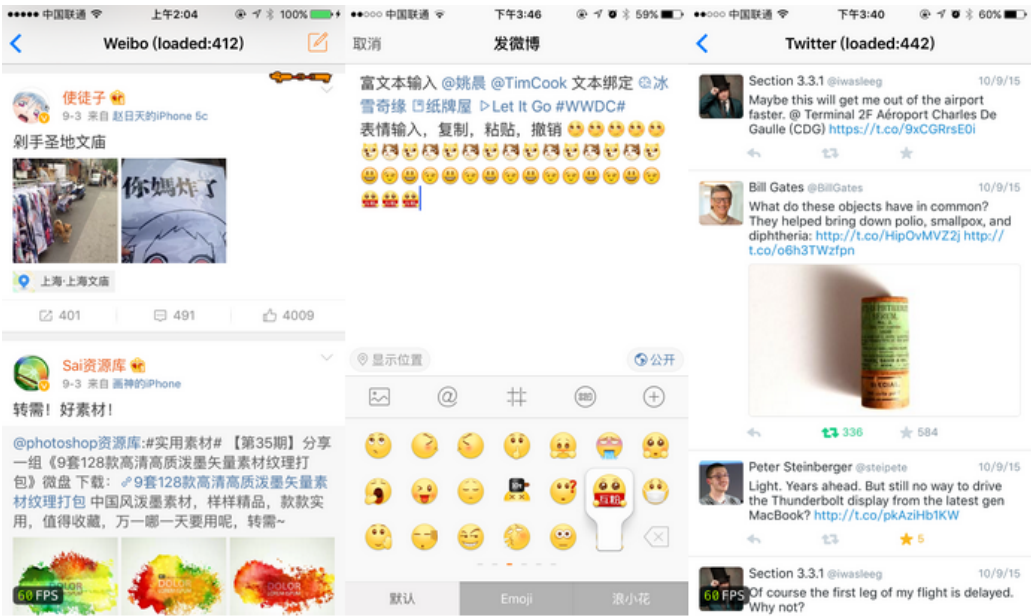 中国联通 上午2:04 100%
Weibo (loaded:412)
使徒子
9-3 来自 赵日天的iPhone 5c
剁手圣地文庙
你媽炸了
上海·上海文庙
401 491 4009
Sai资源库
9-3 来自 画神的iPhone
转需！好素材！
@photoshop资源库:#实用素材# 【第35期】分享
一组《9套128款高清高质泼墨矢量素材纹理打
包》微盘 下载： 9套128款高清高质泼墨矢量素
材纹理打包 中国风泼墨素材，样样精品，款款实
用，值得收藏，万一哪一天要用呢，转需~
DOLOR
DOLOR
60 FPS
中国联通 下午3:46 59%
取消 发微博
富文本输入 @姚晨 @TimCook 文本绑定 冰
雪奇缘 纸牌屋 Let It Go #WWDC#
表情输入，复制，粘贴，撤销
显示位置 公开
互粉
默认 Emoji 浪小花
中国联通 下午3:40 60%
Twitter (loaded:442)
Section 3.3.1 @iwasleeg 10/9/15
Maybe this will get me out of the airport
faster. @ Terminal 2F Aéroport Charles De
Gaulle (CDG) https://t.co/9xCGRrsE0i
Bill Gates @BillGates 10/9/15
What do these objects have in common?
They helped bring down polio, smallpox, and
diphtheria: http://t.co/HipOvMVZ2j http://
t.co/o6h3TWzfpn
336 584
Peter Steinberger @steipete 10/9/15
Light. Years ahead. But still no way to drive
the Thunderbolt display from the latest gen
MacBook? http://t.co/pkAziHb1KW
5
Section 3.3.1 @iwasleeg 10/9/15
Of course the first leg of my flight is delayed.
Why not?
60 FPS